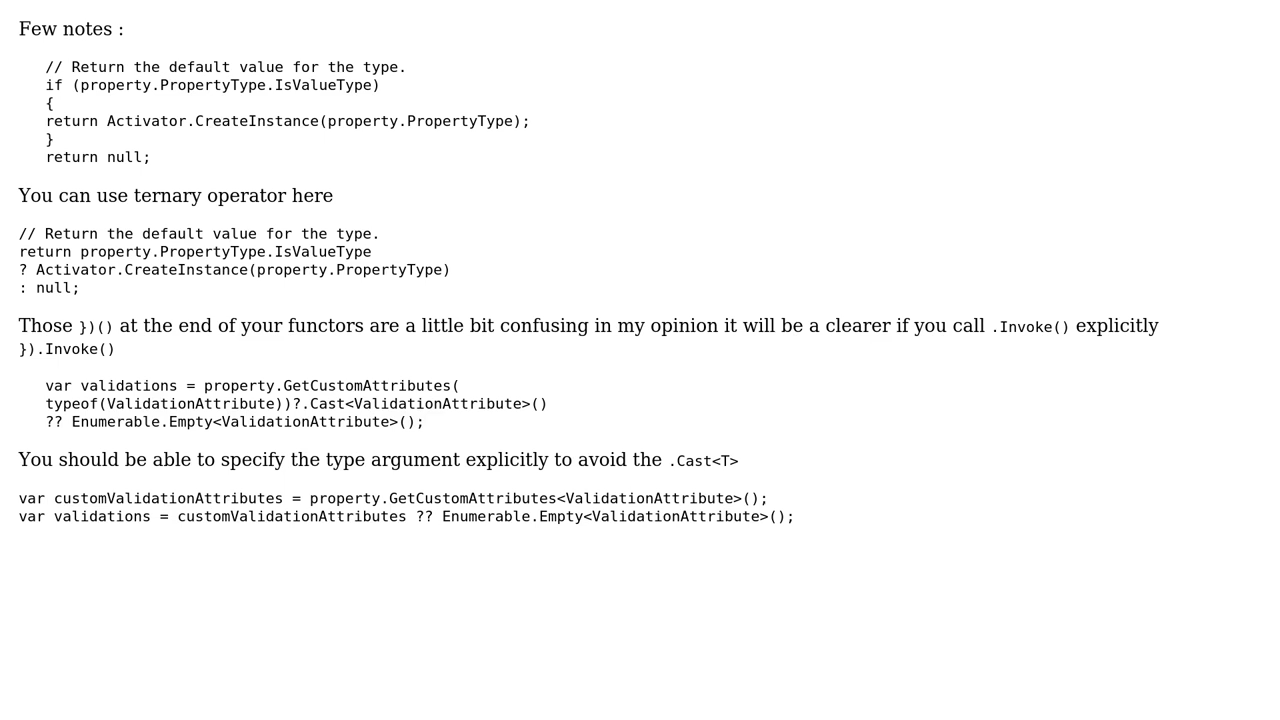 Few notes :
// Return the default value for the type.
if (property.PropertyType.IsValueType)
{
return Activator.CreateInstance(property.PropertyType);
}
return null;
You can use ternary operator here
// Return the default value for the type.
return property.PropertyType.IsValueType
? Activator.CreateInstance(property.PropertyType)
: null;
Those })() at the end of your functors are a little bit confusing in my opinion it will be a clearer if you call .Invoke() explicitly
}).Invoke()
var validations = property.GetCustomAttributes(
typeof(ValidationAttribute))?.Cast<ValidationAttribute>()
?? Enumerable.Empty<ValidationAttribute>();
You should be able to specify the type argument explicitly to avoid the .Cast<T>
var customValidationAttributes = property.GetCustomAttributes<ValidationAttribute>();
var validations = customValidationAttributes ?? Enumerable.Empty<ValidationAttribute>();